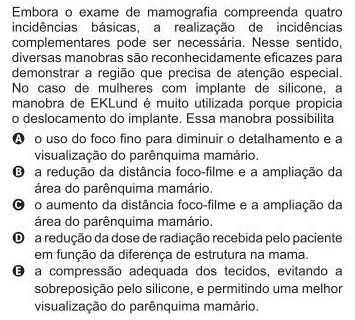 Embora o exame de mamografia compreenda quatro
incidências básicas, a realização de incidências
complementares pode ser necessária. Nesse sentido,
diversas manobras são reconhecidamente eficazes para
demonstrar a região que precisa de atenção especial.
No caso de mulheres com implante de silicone, a
manobra de EKLund é muito utilizada porque propicia
o deslocamento do implante. Essa manobra possibilita
A o uso do foco fino para diminuir o detalhamento e a
visualização do parênquima mamário.
B a redução da distância foco-filme e a ampliação da
área do parênquima mamário.
C o aumento da distância foco-filme e a ampliação da
área do parênquima mamário.
D a redução da dose de radiação recebida pelo paciente
em função da diferença de estrutura na mama.
E a compressão adequada dos tecidos, evitando a
sobreposição pelo silicone, e permitindo uma melhor
visualização do parênquima mamário.